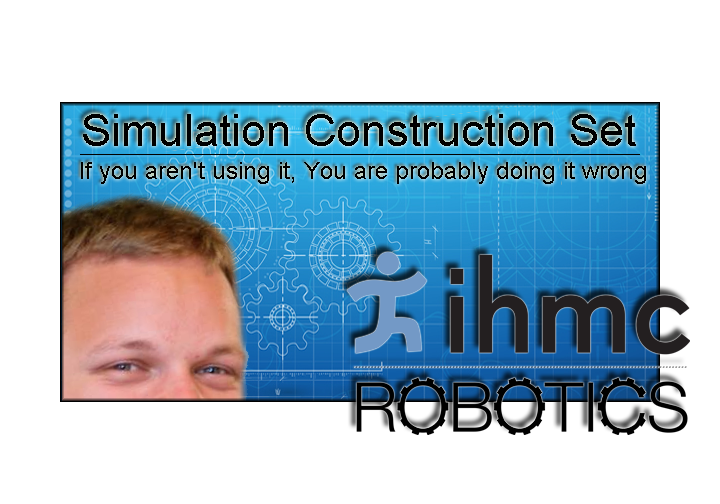 Simulation Construction Set
If you aren't using it, You are probably doing it wrong
ihmc
ROBOTICS